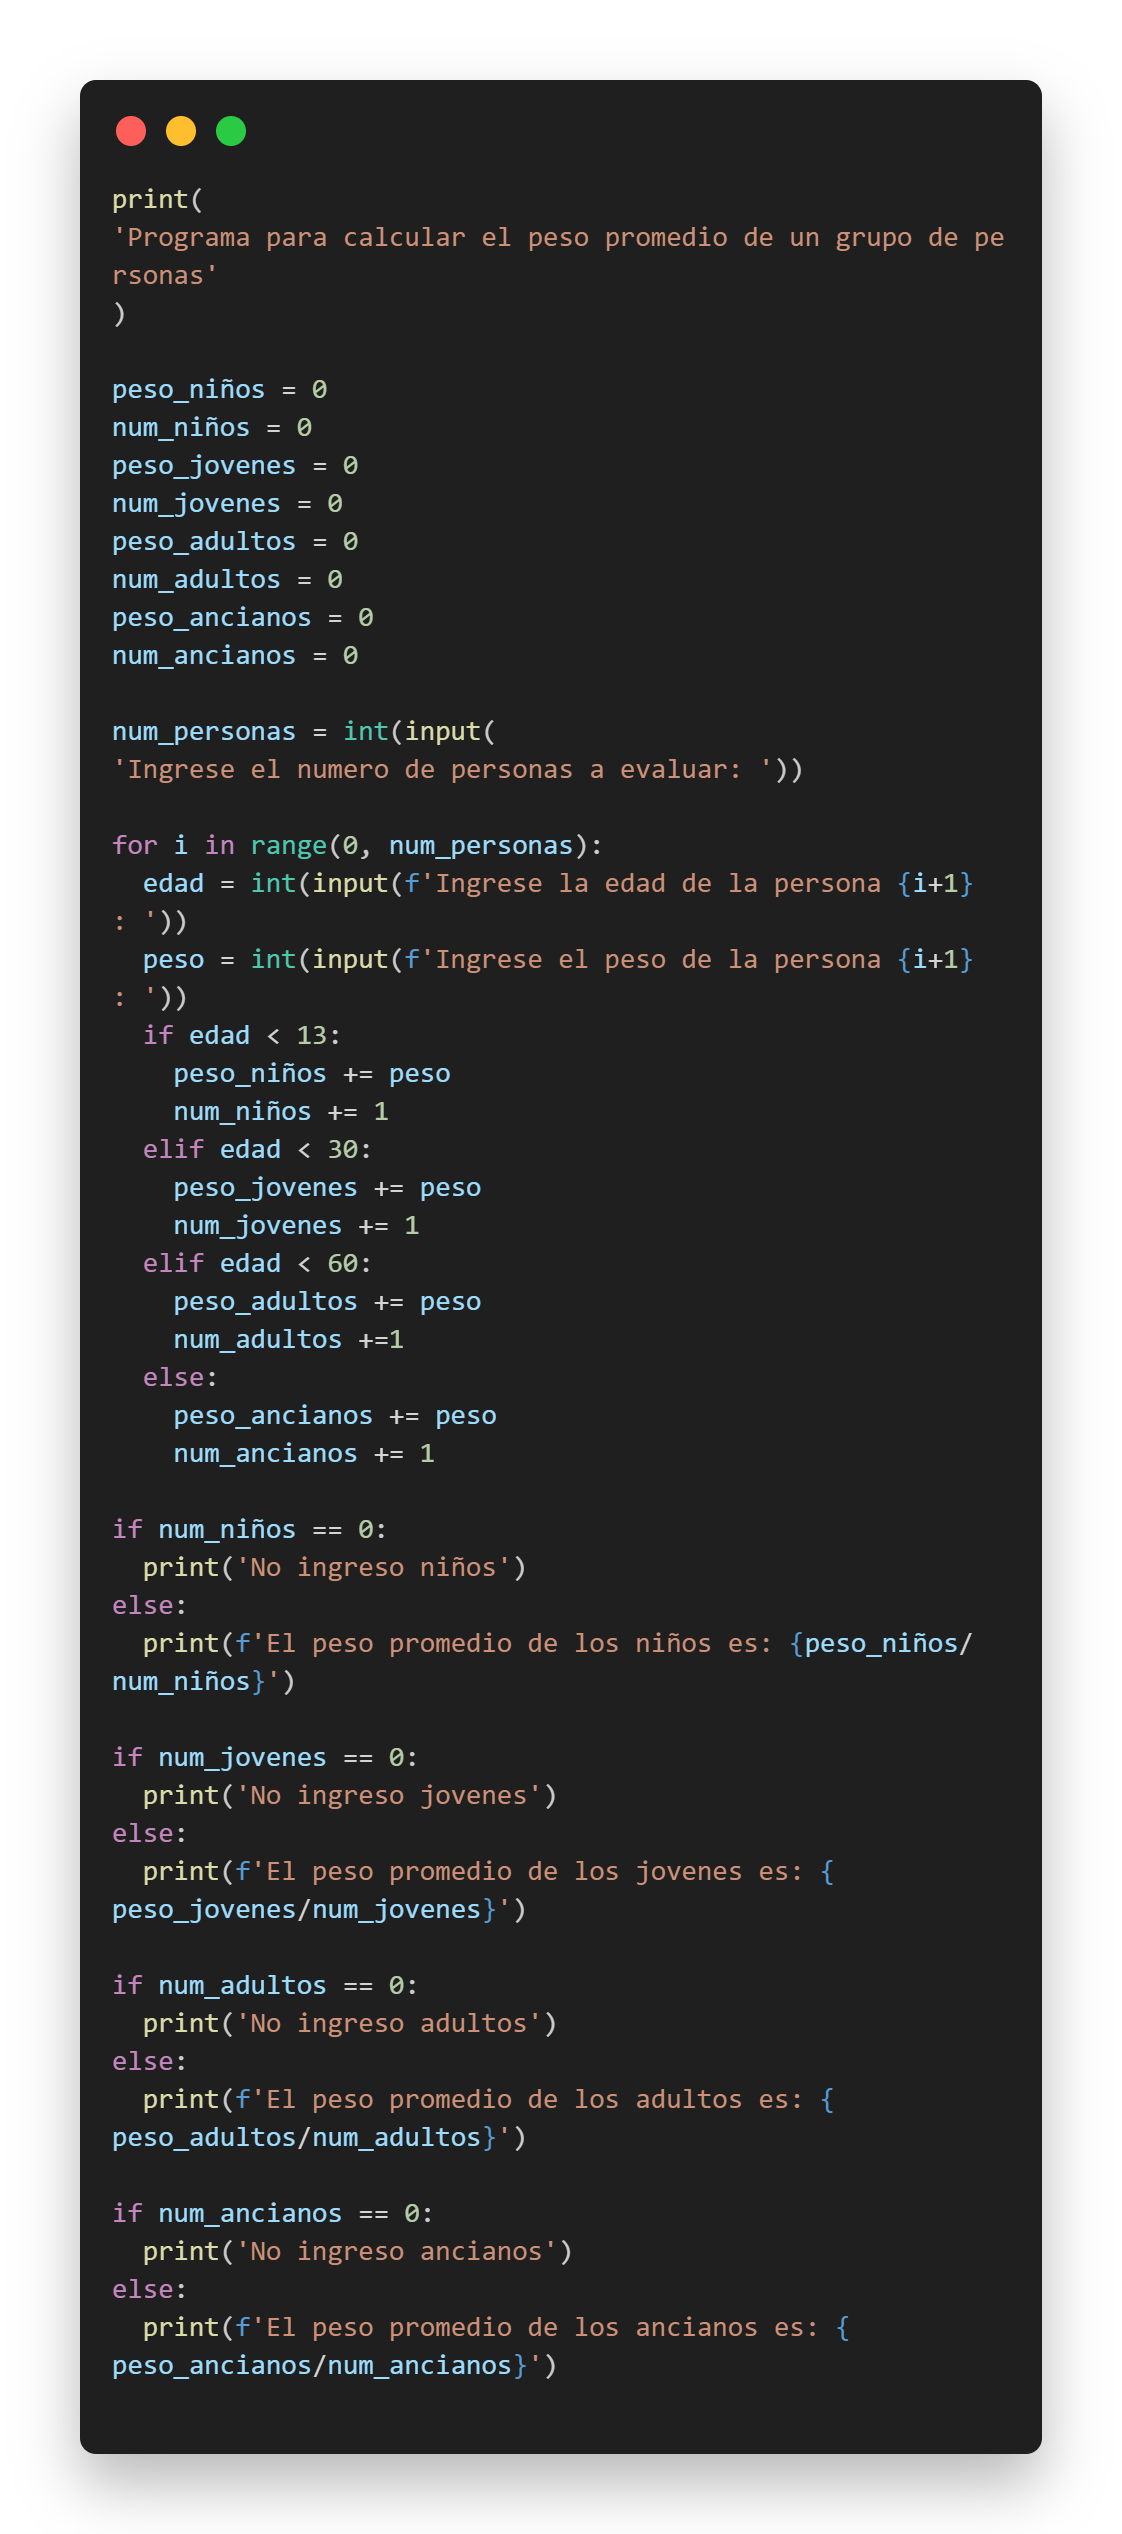 print(
'Programa para calcular el peso promedio de un grupo de pe
rsonas'
)

peso_niños = 0
num_niños = 0
peso_jovenes = 0
num_jovenes = 0
peso_adultos = 0
num_adultos = 0
peso_ancianos = 0
num_ancianos = 0

num_personas = int(input(
'Ingrese el numero de personas a evaluar: '))

for i in range(0, num_personas):
  edad = int(input(f'Ingrese la edad de la persona {i+1}
: '))
  peso = int(input(f'Ingrese el peso de la persona {i+1}
: '))
  if edad < 13:
    peso_niños += peso
    num_niños += 1
  elif edad < 30:
    peso_jovenes += peso
    num_jovenes += 1
  elif edad < 60:
    peso_adultos += peso
    num_adultos +=1
  else:
    peso_ancianos += peso
    num_ancianos += 1

if num_niños == 0:
  print('No ingreso niños')
else:
  print(f'El peso promedio de los niños es: {peso_niños/
num_niños}')

if num_jovenes == 0:
  print('No ingreso jovenes')
else:
  print(f'El peso promedio de los jovenes es: {
peso_jovenes/num_jovenes}')

if num_adultos == 0:
  print('No ingreso adultos')
else:
  print(f'El peso promedio de los adultos es: {
peso_adultos/num_adultos}')

if num_ancianos == 0:
  print('No ingreso ancianos')
else:
  print(f'El peso promedio de los ancianos es: {
peso_ancianos/num_ancianos}')